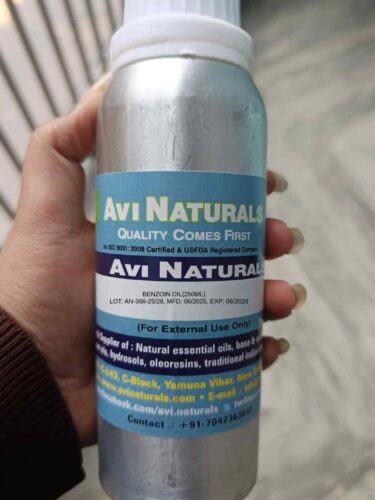 AVI NATURALS
QUALITY COMES FIRST
An ISO 9001: 2008 Certified & USFDA Registered Company
AVI NATURALS
BENZOIN OIL(250ML)
LOT: AN-366-25/28, MFD: 06/2025, EXP: 06/2028
(For External Use Only)
Supplier of : Natural essential oils, base &
hydrosols, oleoresins, traditional
C-Block, Yamuna Vihar, New
www.avinaturals.com • E-mail :
facebook.com/avi.naturals &
Contact .: +91-7042363632